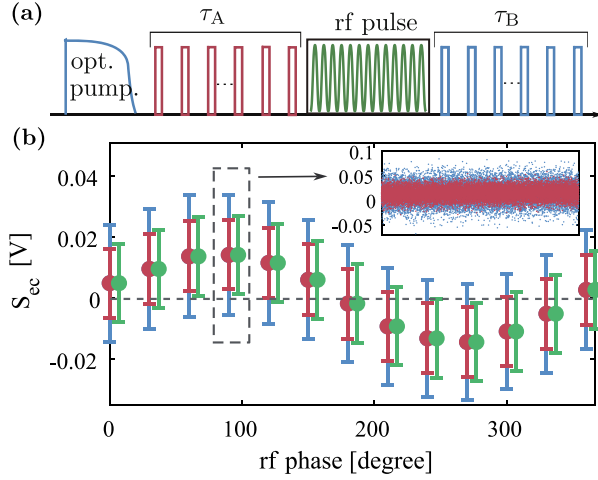 (a)
τA
rf pulse
τB
opt.
pump.
...
...
(b)
0.1
0.05
0
-0.05
0.04
0.02
0
-0.02
Sec [V]
0
100
200
300
rf phase [degree]